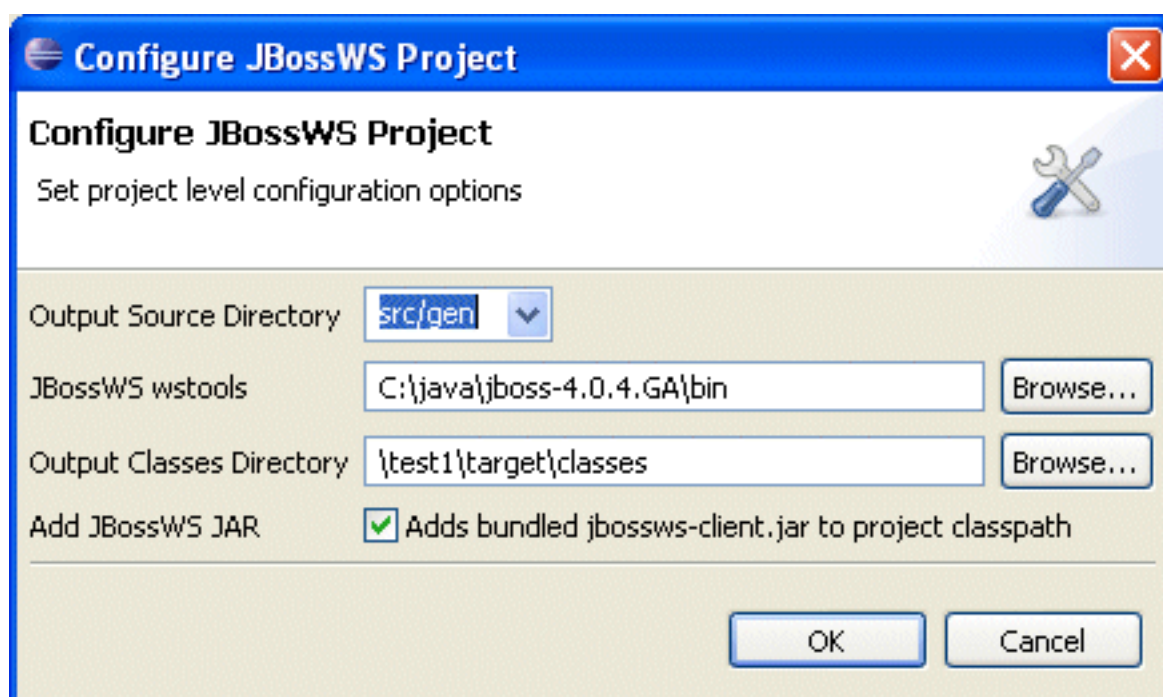 Configure JBossWS Project
Configure JBossWS Project
Set project level configuration options
Output Source Directory src/gen
JBossWS wstools C:\java\jboss-4.0.4.GA\bin Browse...
Output Classes Directory \test1\target\classes Browse...
Add JBossWS JAR Adds bundled jbossws-client.jar to project classpath
OK Cancel